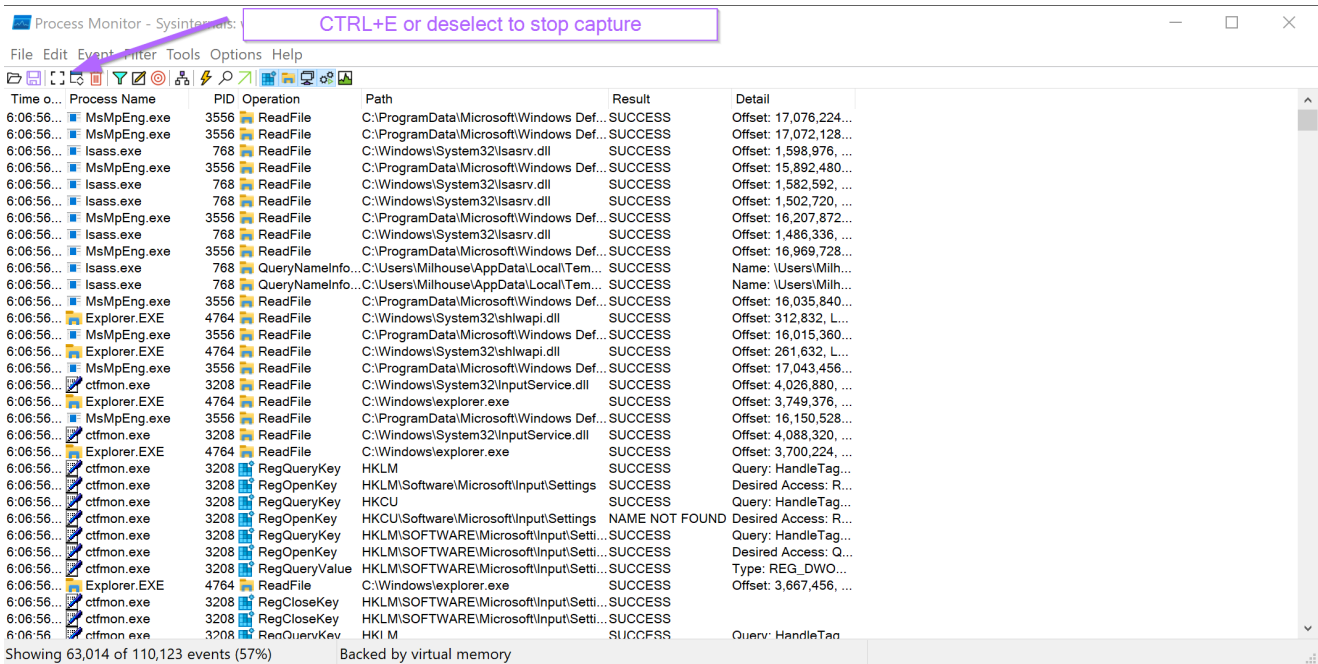 Process Monitor - Sysinternals: w
CTRL+E or deselect to stop capture
File Edit Event Filter Tools Options Help
Time o... Process Name PID Operation Path Result Detail
6:06:56... MsMpEng.exe 3556 ReadFile C:\ProgramData\Microsoft\Windows Def... SUCCESS Offset: 17,076,224...
6:06:56... MsMpEng.exe 3556 ReadFile C:\ProgramData\Microsoft\Windows Def... SUCCESS Offset: 17,072,128...
6:06:56... lsass.exe 768 ReadFile C:\Windows\System32\lsasrv.dll SUCCESS Offset: 1,598,976, ...
6:06:56... MsMpEng.exe 3556 ReadFile C:\ProgramData\Microsoft\Windows Def... SUCCESS Offset: 15,892,480...
6:06:56... lsass.exe 768 ReadFile C:\Windows\System32\lsasrv.dll SUCCESS Offset: 1,582,592, ...
6:06:56... lsass.exe 768 ReadFile C:\Windows\System32\lsasrv.dll SUCCESS Offset: 1,502,720, ...
6:06:56... MsMpEng.exe 3556 ReadFile C:\ProgramData\Microsoft\Windows Def... SUCCESS Offset: 16,207,872...
6:06:56... lsass.exe 768 ReadFile C:\Windows\System32\lsasrv.dll SUCCESS Offset: 1,486,336, ...
6:06:56... MsMpEng.exe 3556 ReadFile C:\ProgramData\Microsoft\Windows Def... SUCCESS Offset: 16,969,728...
6:06:56... lsass.exe 768 QueryNameInfo... C:\Users\Milhouse\AppData\Local\Tem... SUCCESS Name: \Users\Milh...
6:06:56... lsass.exe 768 QueryNameInfo... C:\Users\Milhouse\AppData\Local\Tem... SUCCESS Name: \Users\Milh...
6:06:56... MsMpEng.exe 3556 ReadFile C:\ProgramData\Microsoft\Windows Def... SUCCESS Offset: 16,035,840...
6:06:56... Explorer.EXE 4764 ReadFile C:\Windows\System32\shlwapi.dll SUCCESS Offset: 312,832, L...
6:06:56... MsMpEng.exe 3556 ReadFile C:\ProgramData\Microsoft\Windows Def... SUCCESS Offset: 16,015,360...
6:06:56... Explorer.EXE 4764 ReadFile C:\Windows\System32\shlwapi.dll SUCCESS Offset: 261,632, L...
6:06:56... MsMpEng.exe 3556 ReadFile C:\ProgramData\Microsoft\Windows Def... SUCCESS Offset: 17,043,456...
6:06:56... ctfmon.exe 3208 ReadFile C:\Windows\System32\InputService.dll SUCCESS Offset: 4,026,880, ...
6:06:56... Explorer.EXE 4764 ReadFile C:\Windows\explorer.exe SUCCESS Offset: 3,749,376, ...
6:06:56... MsMpEng.exe 3556 ReadFile C:\ProgramData\Microsoft\Windows Def... SUCCESS Offset: 16,150,528...
6:06:56... ctfmon.exe 3208 ReadFile C:\Windows\System32\InputService.dll SUCCESS Offset: 4,088,320, ...
6:06:56... Explorer.EXE 4764 ReadFile C:\Windows\explorer.exe SUCCESS Offset: 3,700,224, ...
6:06:56... ctfmon.exe 3208 RegQueryKey HKLM SUCCESS Query: HandleTag...
6:06:56... ctfmon.exe 3208 RegOpenKey HKLM\Software\Microsoft\Input\Settings SUCCESS Desired Access: R...
6:06:56... ctfmon.exe 3208 RegQueryKey HKCU SUCCESS Query: HandleTag...
6:06:56... ctfmon.exe 3208 RegOpenKey HKCU\Software\Microsoft\Input\Settings NAME NOT FOUND Desired Access: R...
6:06:56... ctfmon.exe 3208 RegQueryKey HKLM\SOFTWARE\Microsoft\Input\Setti... SUCCESS Query: HandleTag...
6:06:56... ctfmon.exe 3208 RegOpenKey HKLM\SOFTWARE\Microsoft\Input\Setti... SUCCESS Desired Access: Q...
6:06:56... ctfmon.exe 3208 RegQueryValue HKLM\SOFTWARE\Microsoft\Input\Setti... SUCCESS Type: REG_DWO...
6:06:56... Explorer.EXE 4764 ReadFile C:\Windows\explorer.exe SUCCESS Offset: 3,667,456, ...
6:06:56... ctfmon.exe 3208 RegCloseKey HKLM\SOFTWARE\Microsoft\Input\Setti... SUCCESS
6:06:56... ctfmon.exe 3208 RegCloseKey HKLM\SOFTWARE\Microsoft\Input\Setti... SUCCESS
6:06:56 ctfmon.exe 3208 RegQueryKey HKLM SUCCESS Query: HandleTag
Showing 63,014 of 110,123 events (57%) Backed by virtual memory